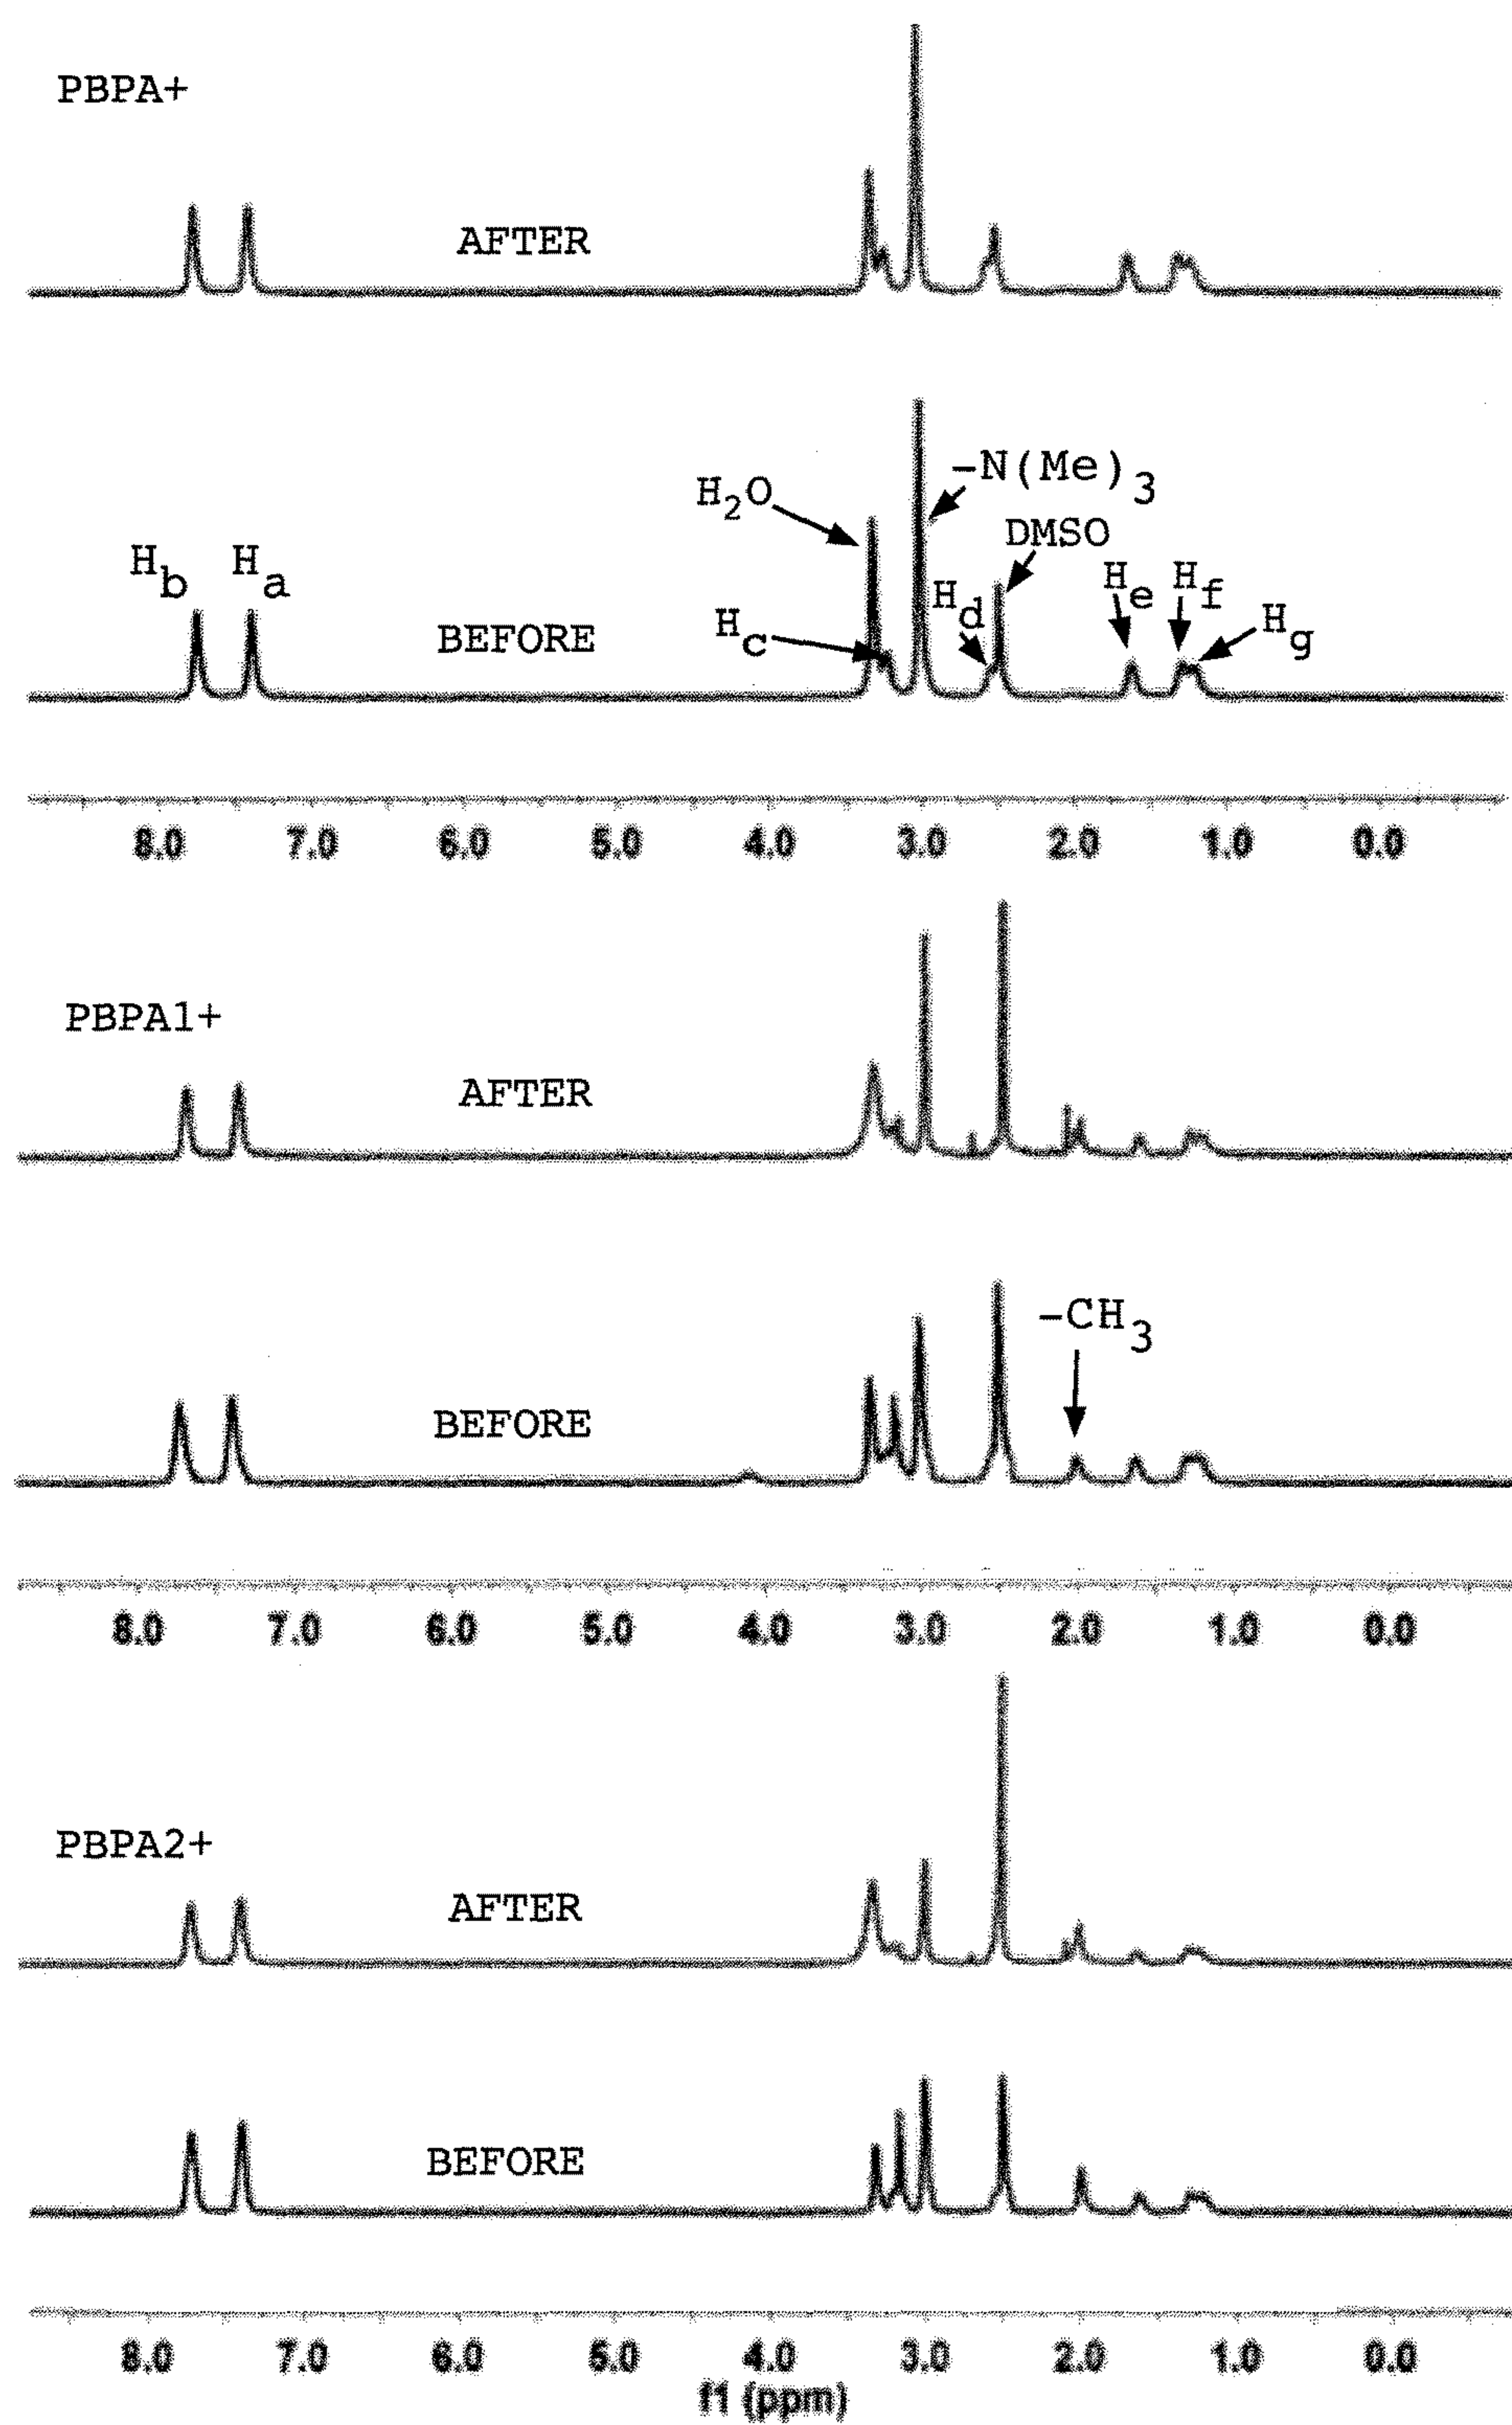 PBPA+
AFTER
-N(Me)3
H2O
DMSO
Hb Ha
He Hf
Hd
Hg
Hc
BEFORE
8.0 7.0 6.0 5.0 4.0 3.0 2.0 1.0 0.0
PBPA1+
AFTER
-CH3
BEFORE
8.0 7.0 6.0 5.0 4.0 3.0 2.0 1.0 0.0
PBPA2+
AFTER
BEFORE
8.0 7.0 6.0 5.0 4.0 3.0 2.0 1.0 0.0
f1 (ppm)